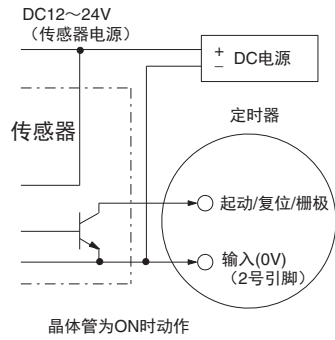 DC12～24V
（传感器电源）
+
−
DC电源
定时器
传感器
起动/复位/栅极
输入(0V)
（2号引脚）
晶体管为ON时动作